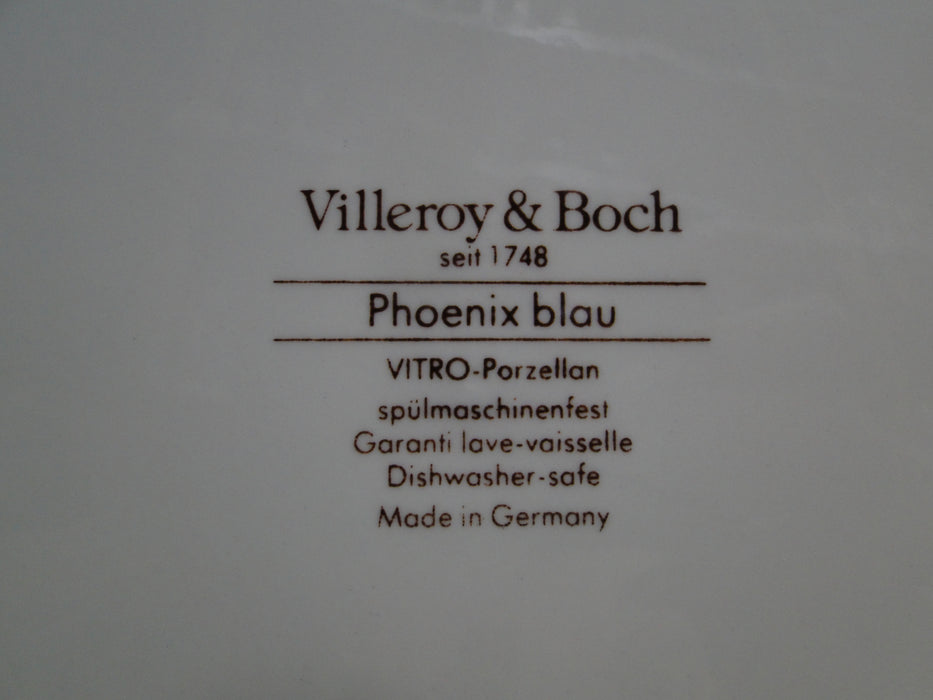 Villeroy & Boch
seit 1748
Phoenix blau
VITRO-Porzellan
spülmaschinenfest
Garanti lave-vaisselle
Dishwasher-safe
Made in Germany